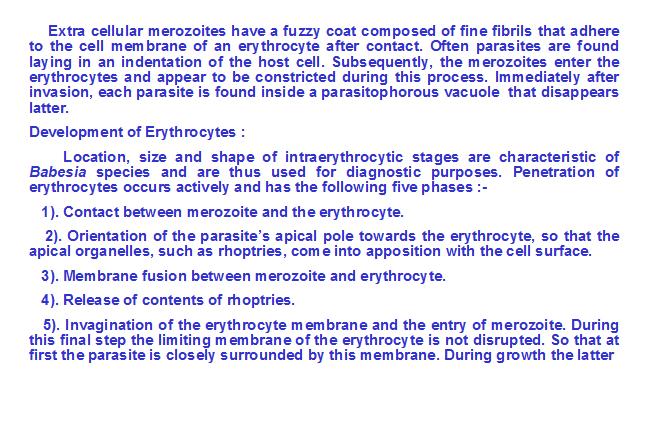 Extra cellular merozoites have a fuzzy coat composed of fine fibrils that adhere
to the cell membrane of an erythrocyte after contact. Often parasites are found
laying in an indentation of the host cell. Subsequently, the merozoites enter the
erythrocytes and appear to be constricted during this process. Immediately after
invasion, each parasite is found inside a parasitophorous vacuole that disappears
latter.
Development of Erythrocytes :
Location, size and shape of intraerythrocytic stages are characteristic of
Babesia species and are thus used for diagnostic purposes. Penetration of
erythrocytes occurs actively and has the following five phases :-
1). Contact between merozoite and the erythrocyte.
2). Orientation of the parasite's apical pole towards the erythrocyte, so that the
apical organelles, such as rhoptries, come into apposition with the cell surface.
3). Membrane fusion between merozoite and erythrocyte.
4). Release of contents of rhoptries.
5). Invagination of the erythrocyte membrane and the entry of merozoite. During
this final step the limiting membrane of the erythrocyte is not disrupted. So that at
first the parasite is closely surrounded by this membrane. During growth the latter